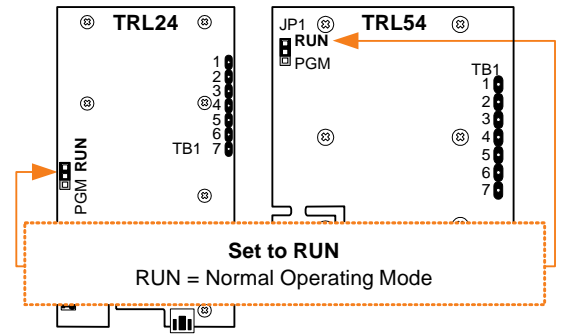 TRL24
1
2
3
4
5
6
TB1 7
PGM RUN
JP1 TRL54
RUN
PGM
TB1
1
2
3
4
5
6
7
Set to RUN
RUN = Normal Operating Mode